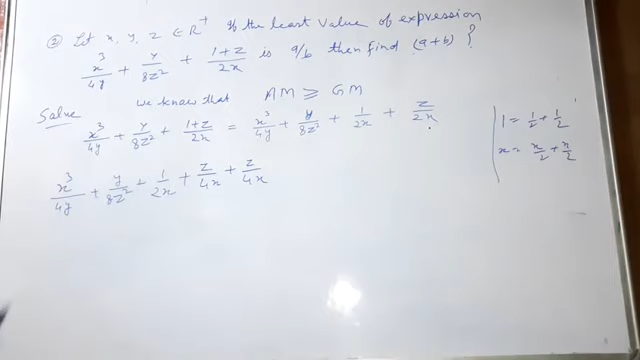 ② Let x, y, z ∈ R⁺ If the least value of expression
x³/4y + y/8z² + 1+z/2x is a/b then find (a+b) ?
Solve we know that AM ≥ GM
x³/4y + y/8z² + 1+z/2x = x³/4y + y/8z² + 1/2x + z/2x
1 = 1/2 + 1/2
x = x/2 + x/2
x³/4y + y/8z² + 1/2x + z/4x + z/4x